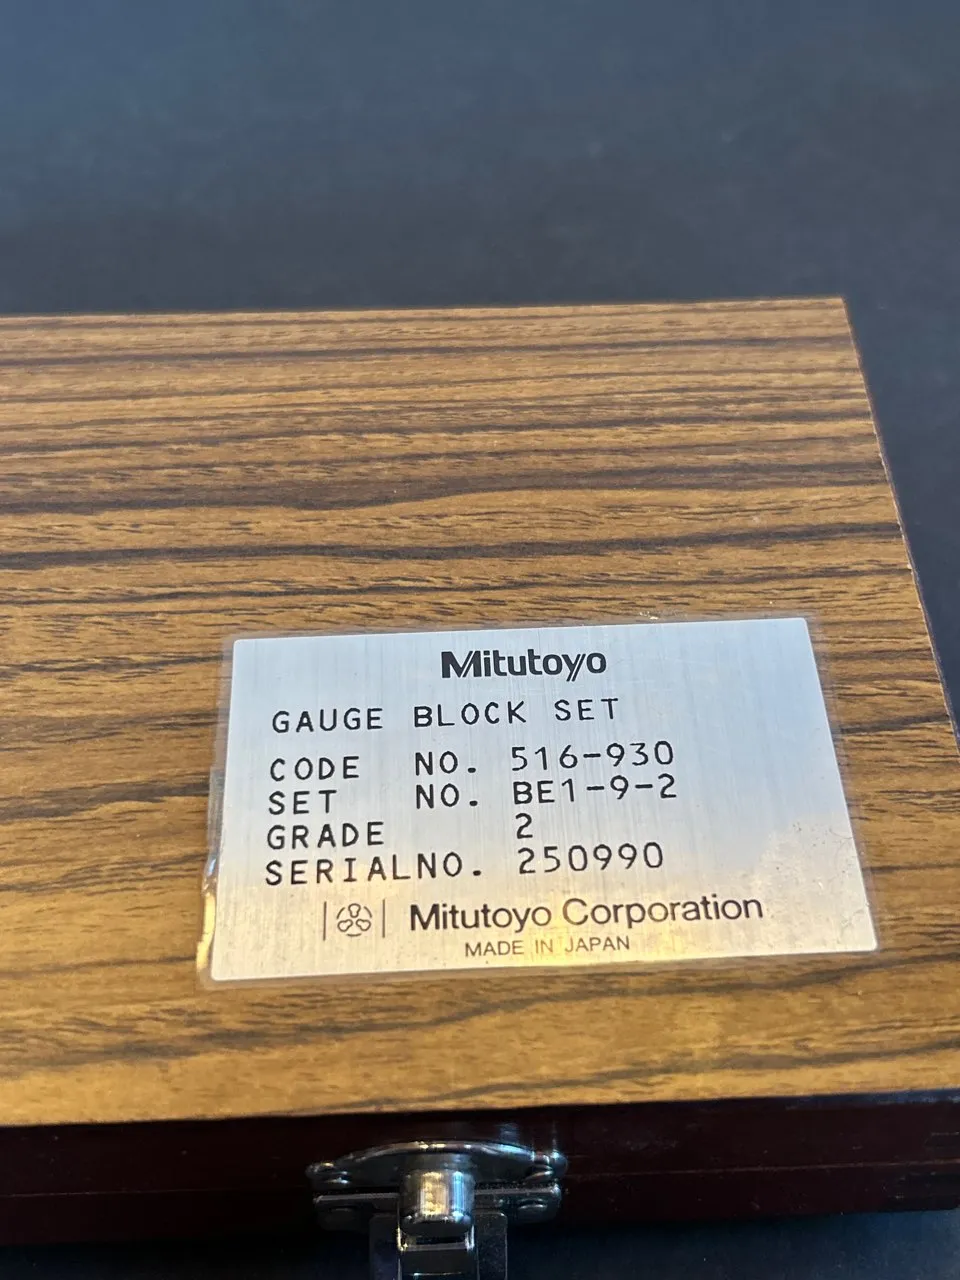 Mitutoyo
GAUGE BLOCK SET
CODE NO. 516-930
SET NO. BE1-9-2
GRADE 2
SERIALNO. 250990
Mitutoyo Corporation
MADE IN JAPAN